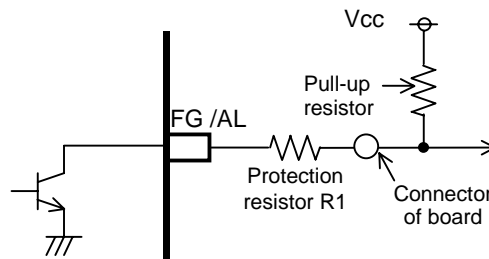 Vcc
Pull-up
resistor
FG /AL
Protection
resistor R1
Connector
of board